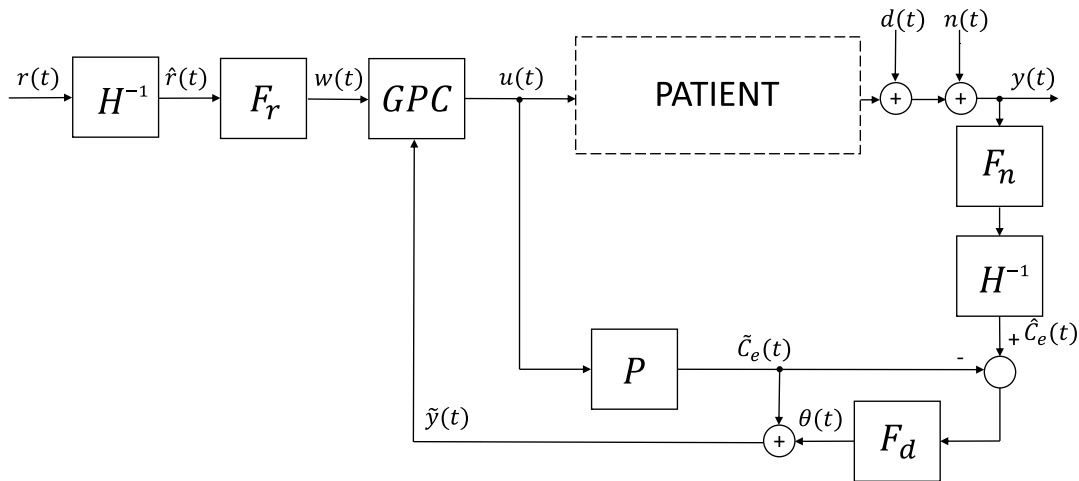 d(t) n(t)
r(t) H⁻¹ r̂(t) F_r w(t) GPC u(t) PATIENT + + y(t)
F_n
H⁻¹
P C̃_e(t) - + Ĉ_e(t)
ỹ(t) + θ(t) F_d